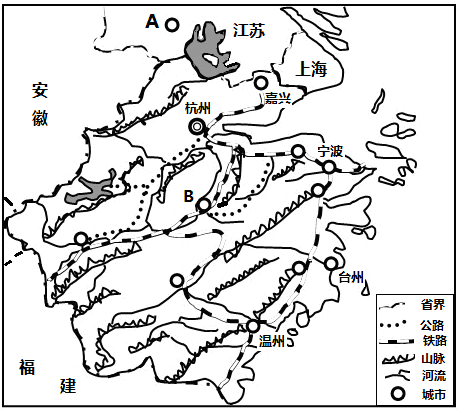 A
江苏
上海
安
徽
嘉兴
杭州
宁波
B
台州
温州
福
建
省界
公路
铁路
山脉
河流
城市